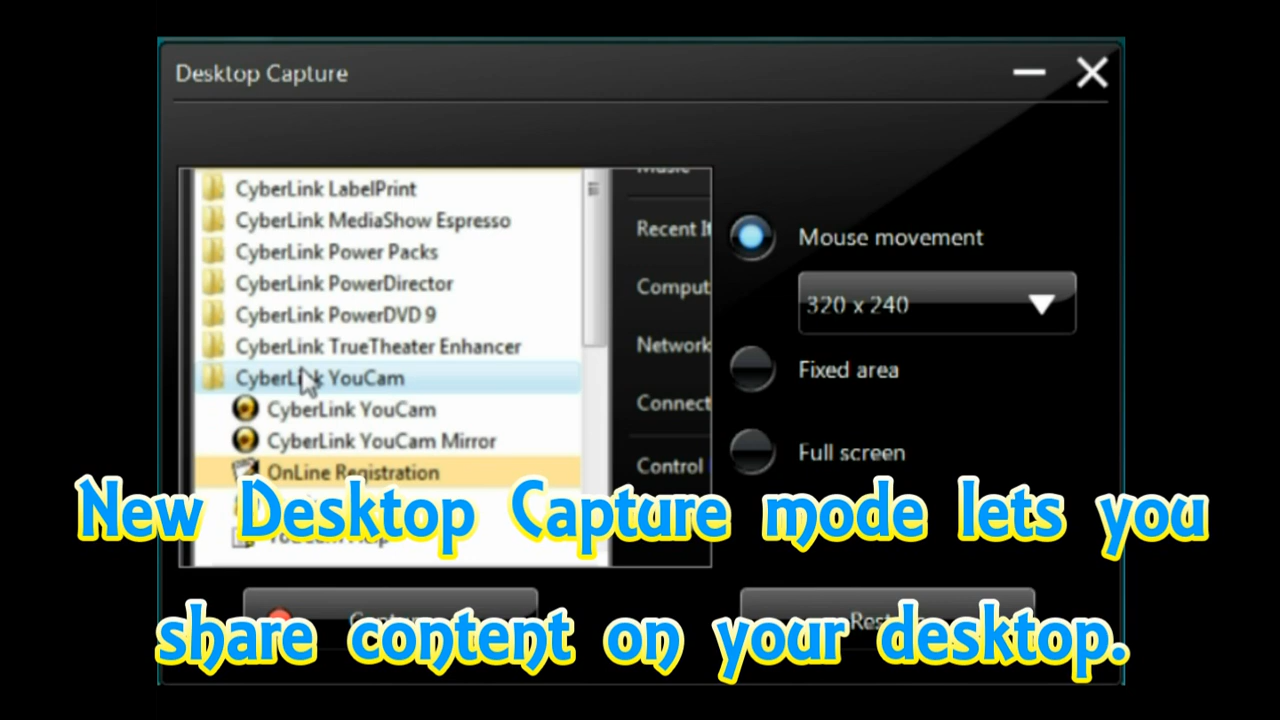 Desktop Capture
CyberLink LabelPrint
CyberLink MediaShow Espresso
CyberLink Power Packs
CyberLink PowerDirector
CyberLink PowerDVD 9
CyberLink TrueTheater Enhancer
CyberLink YouCam
CyberLink YouCam
CyberLink YouCam Mirror
OnLine Registration
Music
Recent It
Comput
Network
Connect
Control
Mouse movement
320 x 240
Fixed area
Full screen
New Desktop Capture mode lets you
share content on your desktop.